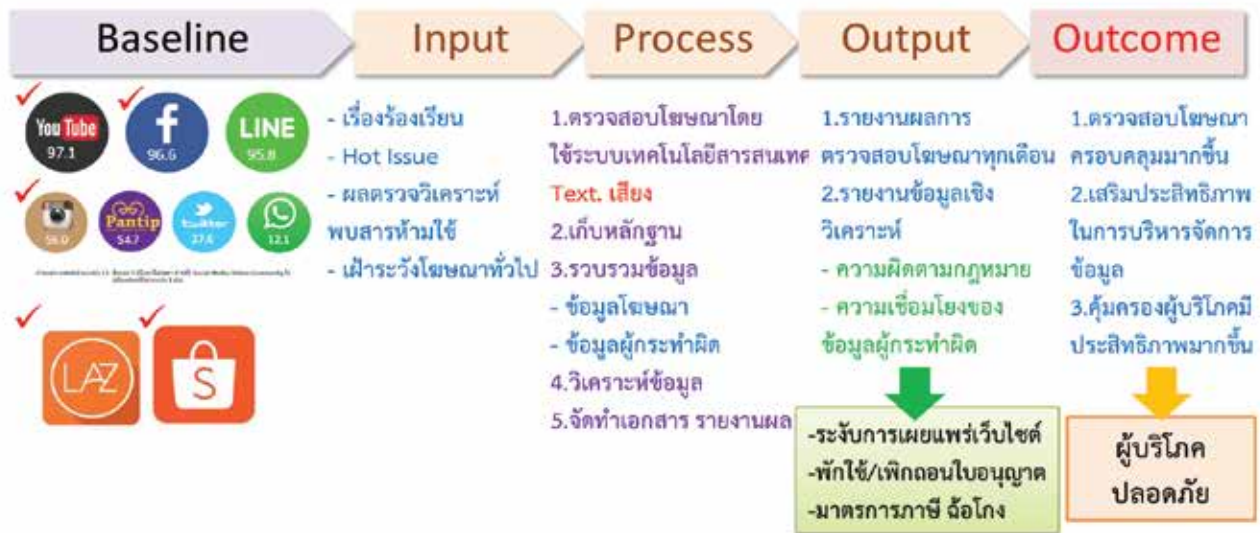 Baseline
Input
Process
Output
Outcome
You Tube
97.1
f
96.6
LINE
95.8
56.0
Pantip
54.7
twitter
27.6
12.1
LAZ
S
- เรื่องร้องเรียน
- Hot Issue
- ผลตรวจวิเคราะห์
พบสารห้ามใช้
- เฝ้าระวังโฆษณาทั่วไป
1.ตรวจสอบโฆษณาโดย
ใช้ระบบเทคโนโลยีสารสนเทศ
Text. เสียง
2.เก็บหลักฐาน
3.รวบรวมข้อมูล
- ข้อมูลโฆษณา
- ข้อมูลผู้กระทำผิด
4.วิเคราะห์ข้อมูล
5.จัดทำเอกสาร รายงานผล
1.รายงานผลการ
ตรวจสอบโฆษณาทุกเดือน
2.รายงานข้อมูลเชิง
วิเคราะห์
- ความผิดตามกฎหมาย
- ความเชื่อมโยงของ
ข้อมูลผู้กระทำผิด
-ระงับการเผยแพร่เว็บไซต์
-พักใช้/เพิกถอนใบอนุญาต
-มาตรการภาษี ฉ้อโกง
1.ตรวจสอบโฆษณา
ครอบคลุมมากขึ้น
2.เสริมประสิทธิภาพ
ในการบริหารจัดการ
ข้อมูล
3.คุ้มครองผู้บริโภคมี
ประสิทธิภาพมากขึ้น
ผู้บริโภค
ปลอดภัย